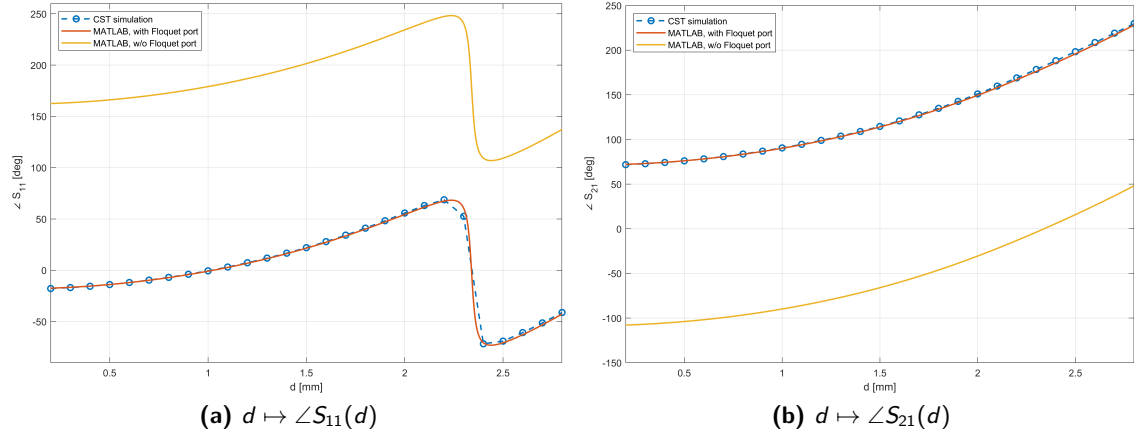 CST simulation
MATLAB, with Floquet port
MATLAB, w/o Floquet port
250
200
150
100
50
0
-50
∠ S11 [deg]
0.5 1 1.5 2 2.5
d [mm]
(a) d ↦ ∠S11(d)
CST simulation
MATLAB, with Floquet port
MATLAB, w/o Floquet port
250
200
150
100
50
0
-50
-100
-150
∠ S21 [deg]
0.5 1 1.5 2 2.5
d [mm]
(b) d ↦ ∠S21(d)